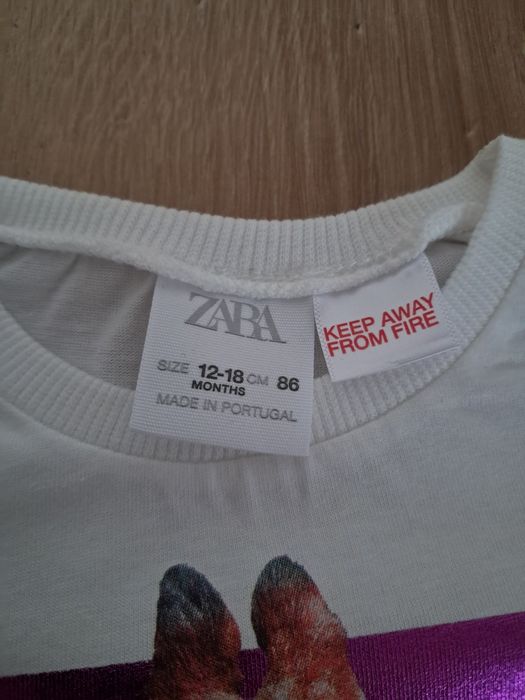 ZARA
SIZE 12-18 CM 86
MONTHS
MADE IN PORTUGAL
KEEP AWAY
FROM FIRE